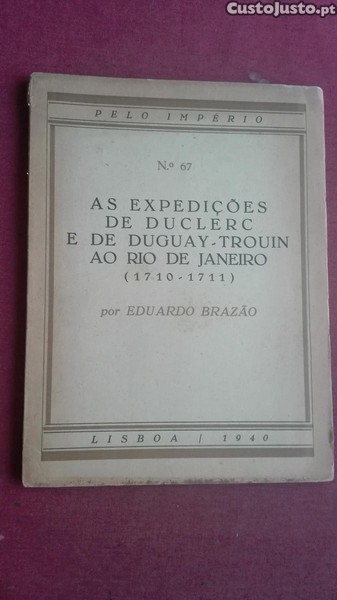 CustoJusto.pt
PELO IMPÉRIO
N.º 67
AS EXPEDIÇÕES
DE DUCLERC
E DE DUGUAY-TROUIN
AO RIO DE JANEIRO
(1710-1711)
por EDUARDO BRAZÃO
LISBOA / 1940